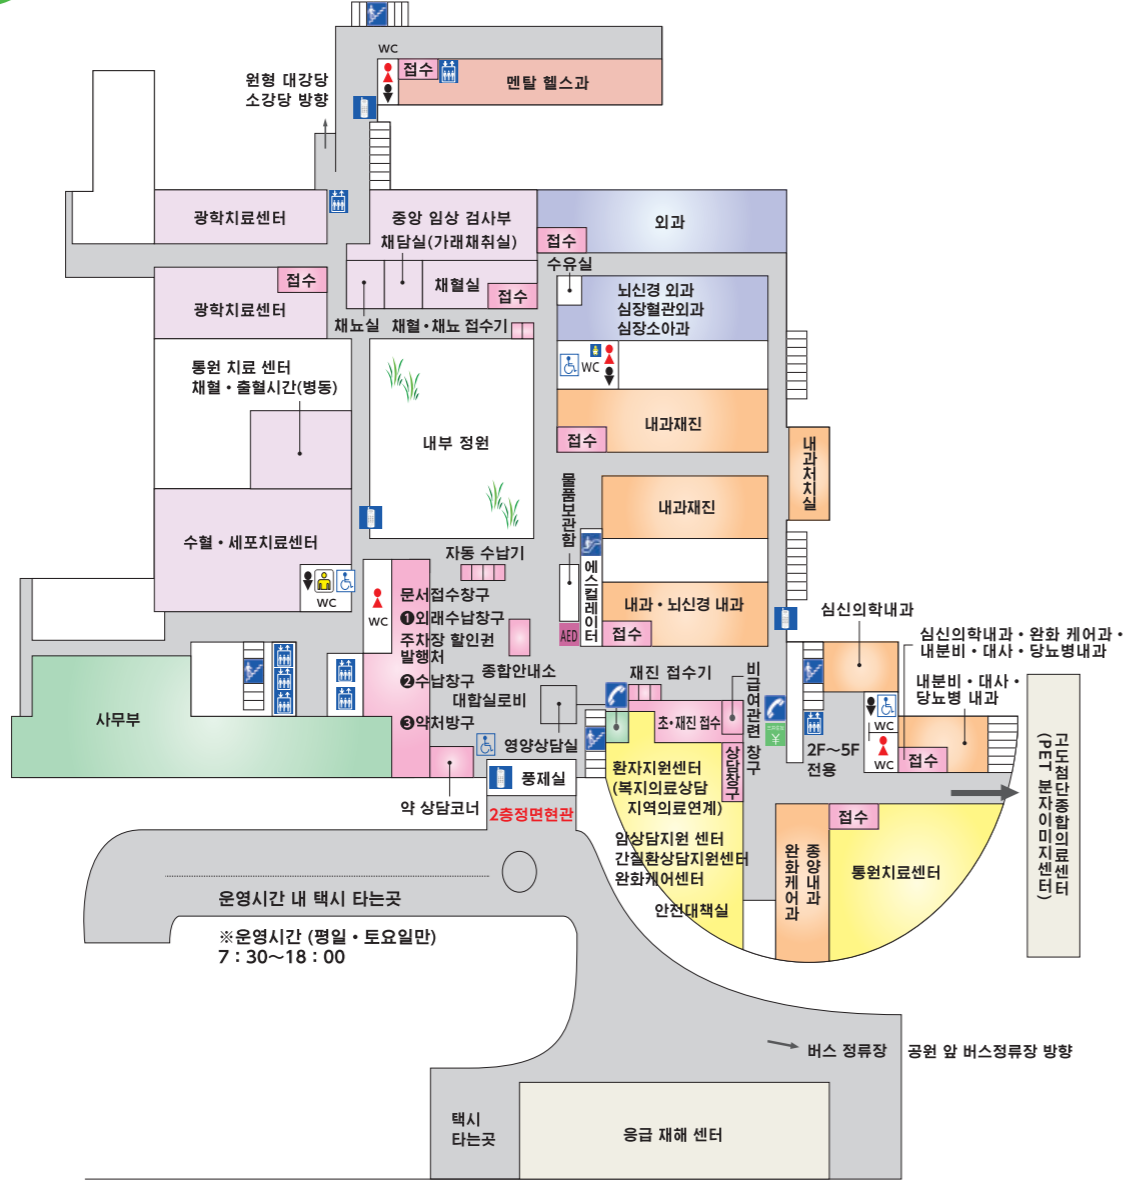 WC
접수
멘탈 헬스과
원형 대강당
소강당 방향
광학치료센터
중앙 임상 검사부
채담실(가래채취실)
외과
접수
수유실
접수
광학치료센터
채혈실
접수
뇌신경 외과
심장혈관외과
심장소아과
채뇨실
채혈・채뇨 접수기
WC
통원 치료 센터
채혈・출혈시간(병동)
내부 정원
내과재진
접수
내과처치실
물품보관함
내과재진
수혈・세포치료센터
자동 수납기
에스컬레이터
WC
WC
문서접수창구
❶외래수납창구
주차장 할인권
발행처
❷수납창구
❸약처방구
AED
내과・뇌신경 내과
접수
심신의학내과
심신의학내과・완화 케어과・
내분비・대사・당뇨병내과
내분비・대사・
당뇨병 내과
종합안내소
대합실로비
재진 접수기
비급여관련 창구
사무부
초・재진 접수
영양상담실
상담창구
¥
2F～5F
전용
WC
WC
접수
고도첨단종합의료센터
(PET 분자이미지센터)
풍제실
약 상담코너
2층정면현관
환자지원센터
(복지의료상담
지역의료연계)
암상담지원 센터
간질환상담지원센터
완화케어센터
안전대책실
접수
종양내과
완화케어과
통원치료센터
운영시간 내 택시 타는곳
※운영시간 (평일・토요일만)
7：30～18：00
버스 정류장
공원 앞 버스정류장 방향
택시
타는곳
응급 재해 센터